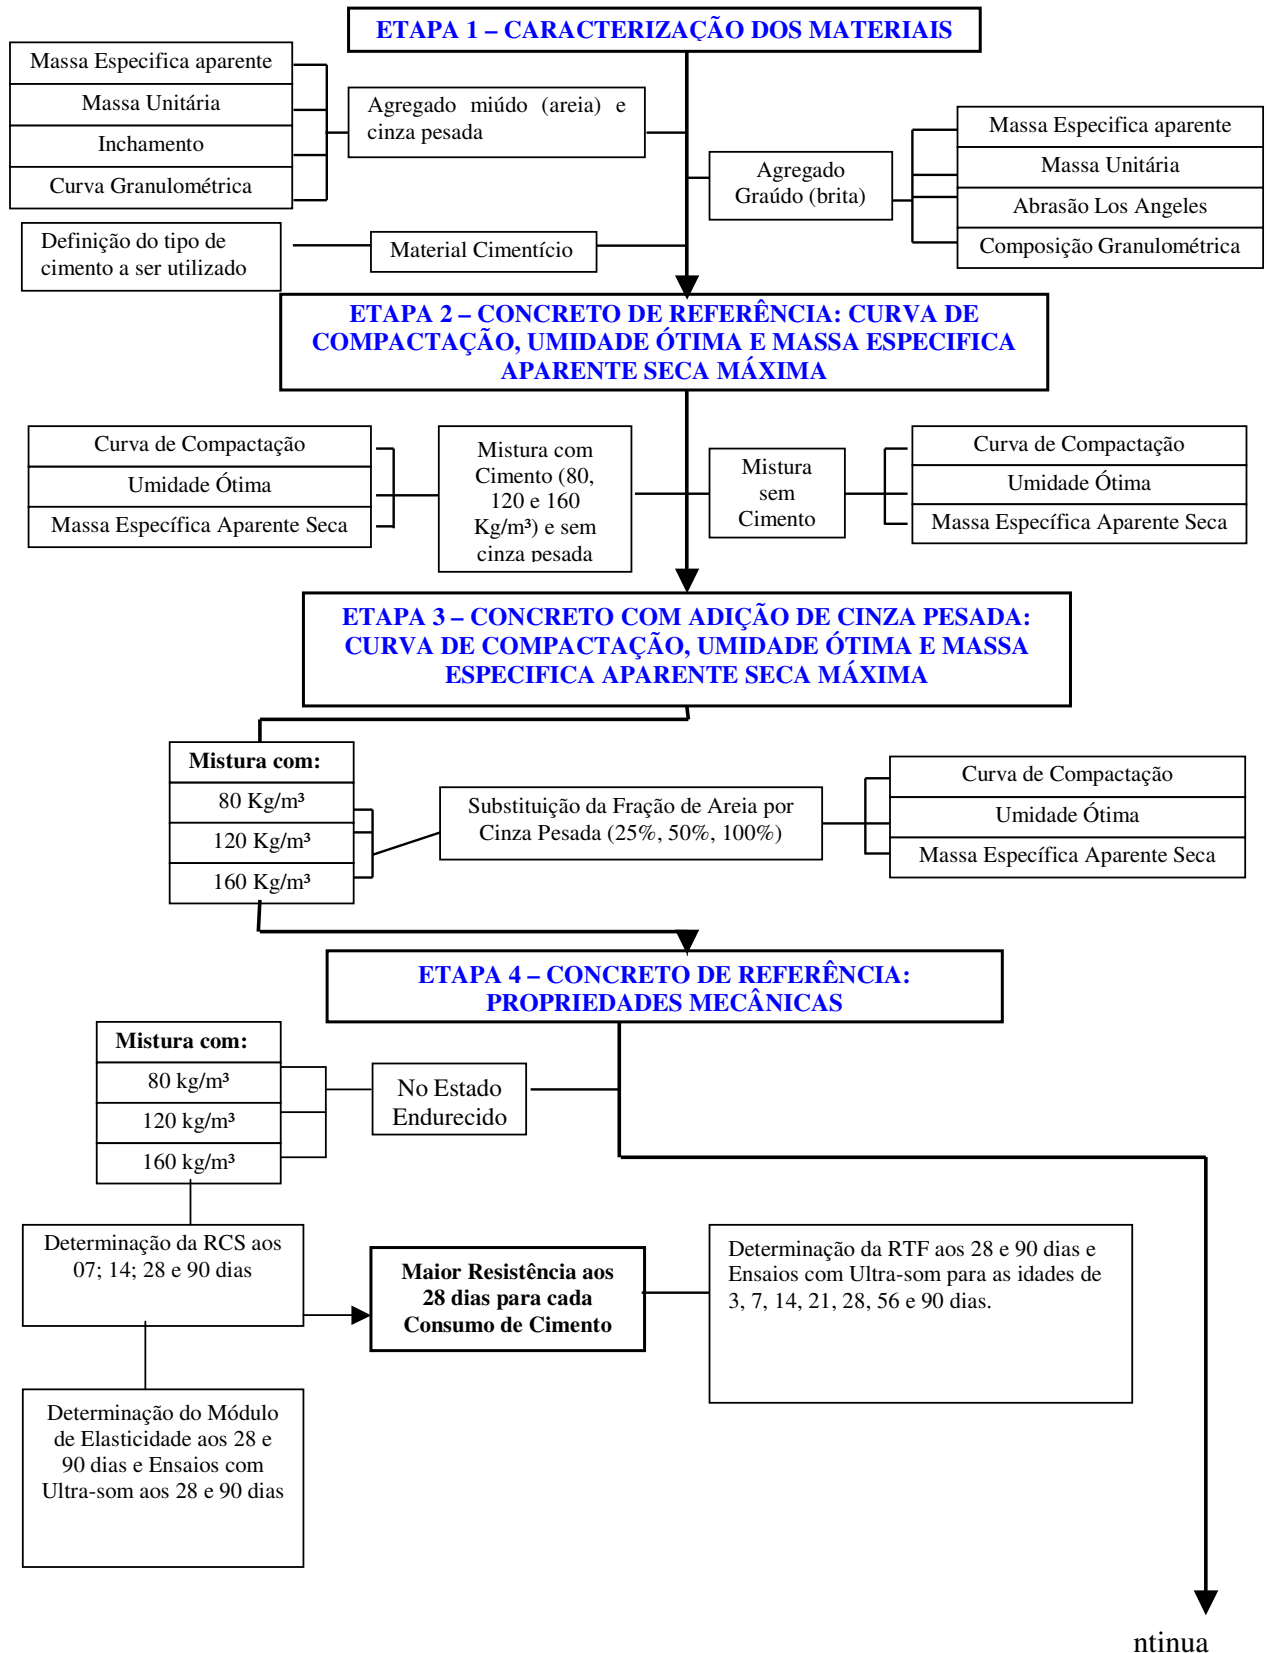 ETAPA 1 – CARACTERIZAÇÃO DOS MATERIAIS
Massa Especifica aparente
Massa Unitária
Inchamento
Curva Granulométrica
Agregado miúdo (areia) e
cinza pesada
Agregado
Graúdo (brita)
Massa Especifica aparente
Massa Unitária
Abrasão Los Angeles
Composição Granulométrica
Definição do tipo de
cimento a ser utilizado
Material Cimentício
ETAPA 2 – CONCRETO DE REFERÊNCIA: CURVA DE
COMPACTAÇÃO, UMIDADE ÓTIMA E MASSA ESPECIFICA
APARENTE SECA MÁXIMA
Curva de Compactação
Umidade Ótima
Massa Específica Aparente Seca
Mistura com
Cimento (80,
120 e 160
Kg/m³) e sem
cinza pesada
Mistura
sem
Cimento
Curva de Compactação
Umidade Ótima
Massa Específica Aparente Seca
ETAPA 3 – CONCRETO COM ADIÇÃO DE CINZA PESADA:
CURVA DE COMPACTAÇÃO, UMIDADE ÓTIMA E MASSA
ESPECIFICA APARENTE SECA MÁXIMA
Mistura com:
80 Kg/m³
120 Kg/m³
160 Kg/m³
Substituição da Fração de Areia por
Cinza Pesada (25%, 50%, 100%)
Curva de Compactação
Umidade Ótima
Massa Específica Aparente Seca
ETAPA 4 – CONCRETO DE REFERÊNCIA:
PROPRIEDADES MECÂNICAS
Mistura com:
80 kg/m³
120 kg/m³
160 kg/m³
No Estado
Endurecido
Determinação da RCS aos
07; 14; 28 e 90 dias
Maior Resistência aos
28 dias para cada
Consumo de Cimento
Determinação da RTF aos 28 e 90 dias e
Ensaios com Ultra-som para as idades de
3, 7, 14, 21, 28, 56 e 90 dias.
Determinação do Módulo
de Elasticidade aos 28 e
90 dias e Ensaios com
Ultra-som aos 28 e 90 dias
ntinua